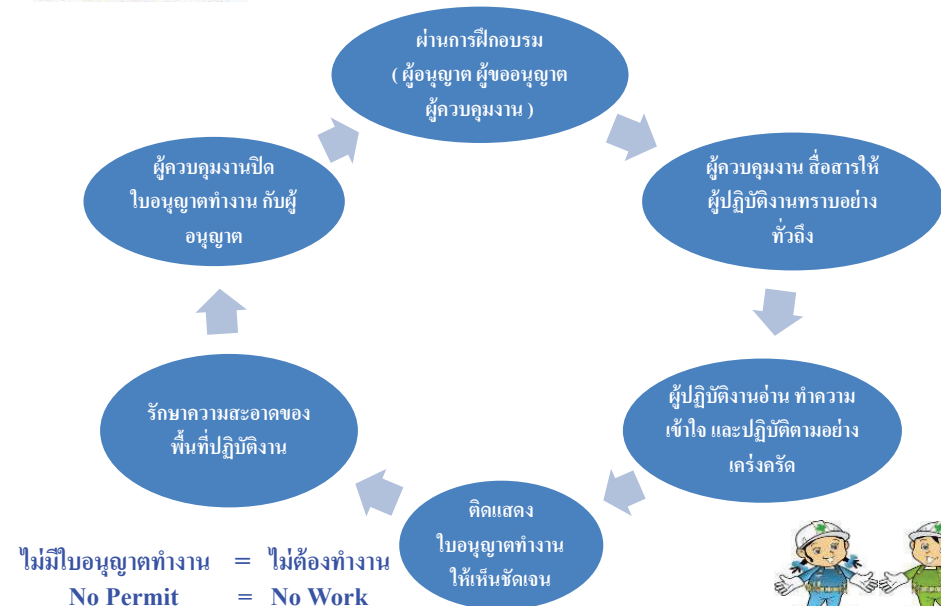 ผ่านการฝึกอบรม
( ผู้อนุญาต ผู้ขออนุญาต
ผู้ควบคุมงาน )
ผู้ควบคุมงาน สื่อสารให้
ผู้ปฏิบัติงานทราบอย่าง
ทั่วถึง
ผู้ปฏิบัติงานอ่าน ทำความ
เข้าใจ และปฏิบัติตามอย่าง
เคร่งครัด
ติดแสดง
ใบอนุญาตทำงาน
ให้เห็นชัดเจน
รักษาความสะอาดของ
พื้นที่ปฏิบัติงาน
ผู้ควบคุมงานปิด
ใบอนุญาตทำงาน กับผู้
อนุญาต
ไม่มีใบอนุญาตทำงาน = ไม่ต้องทำงาน
No Permit = No Work